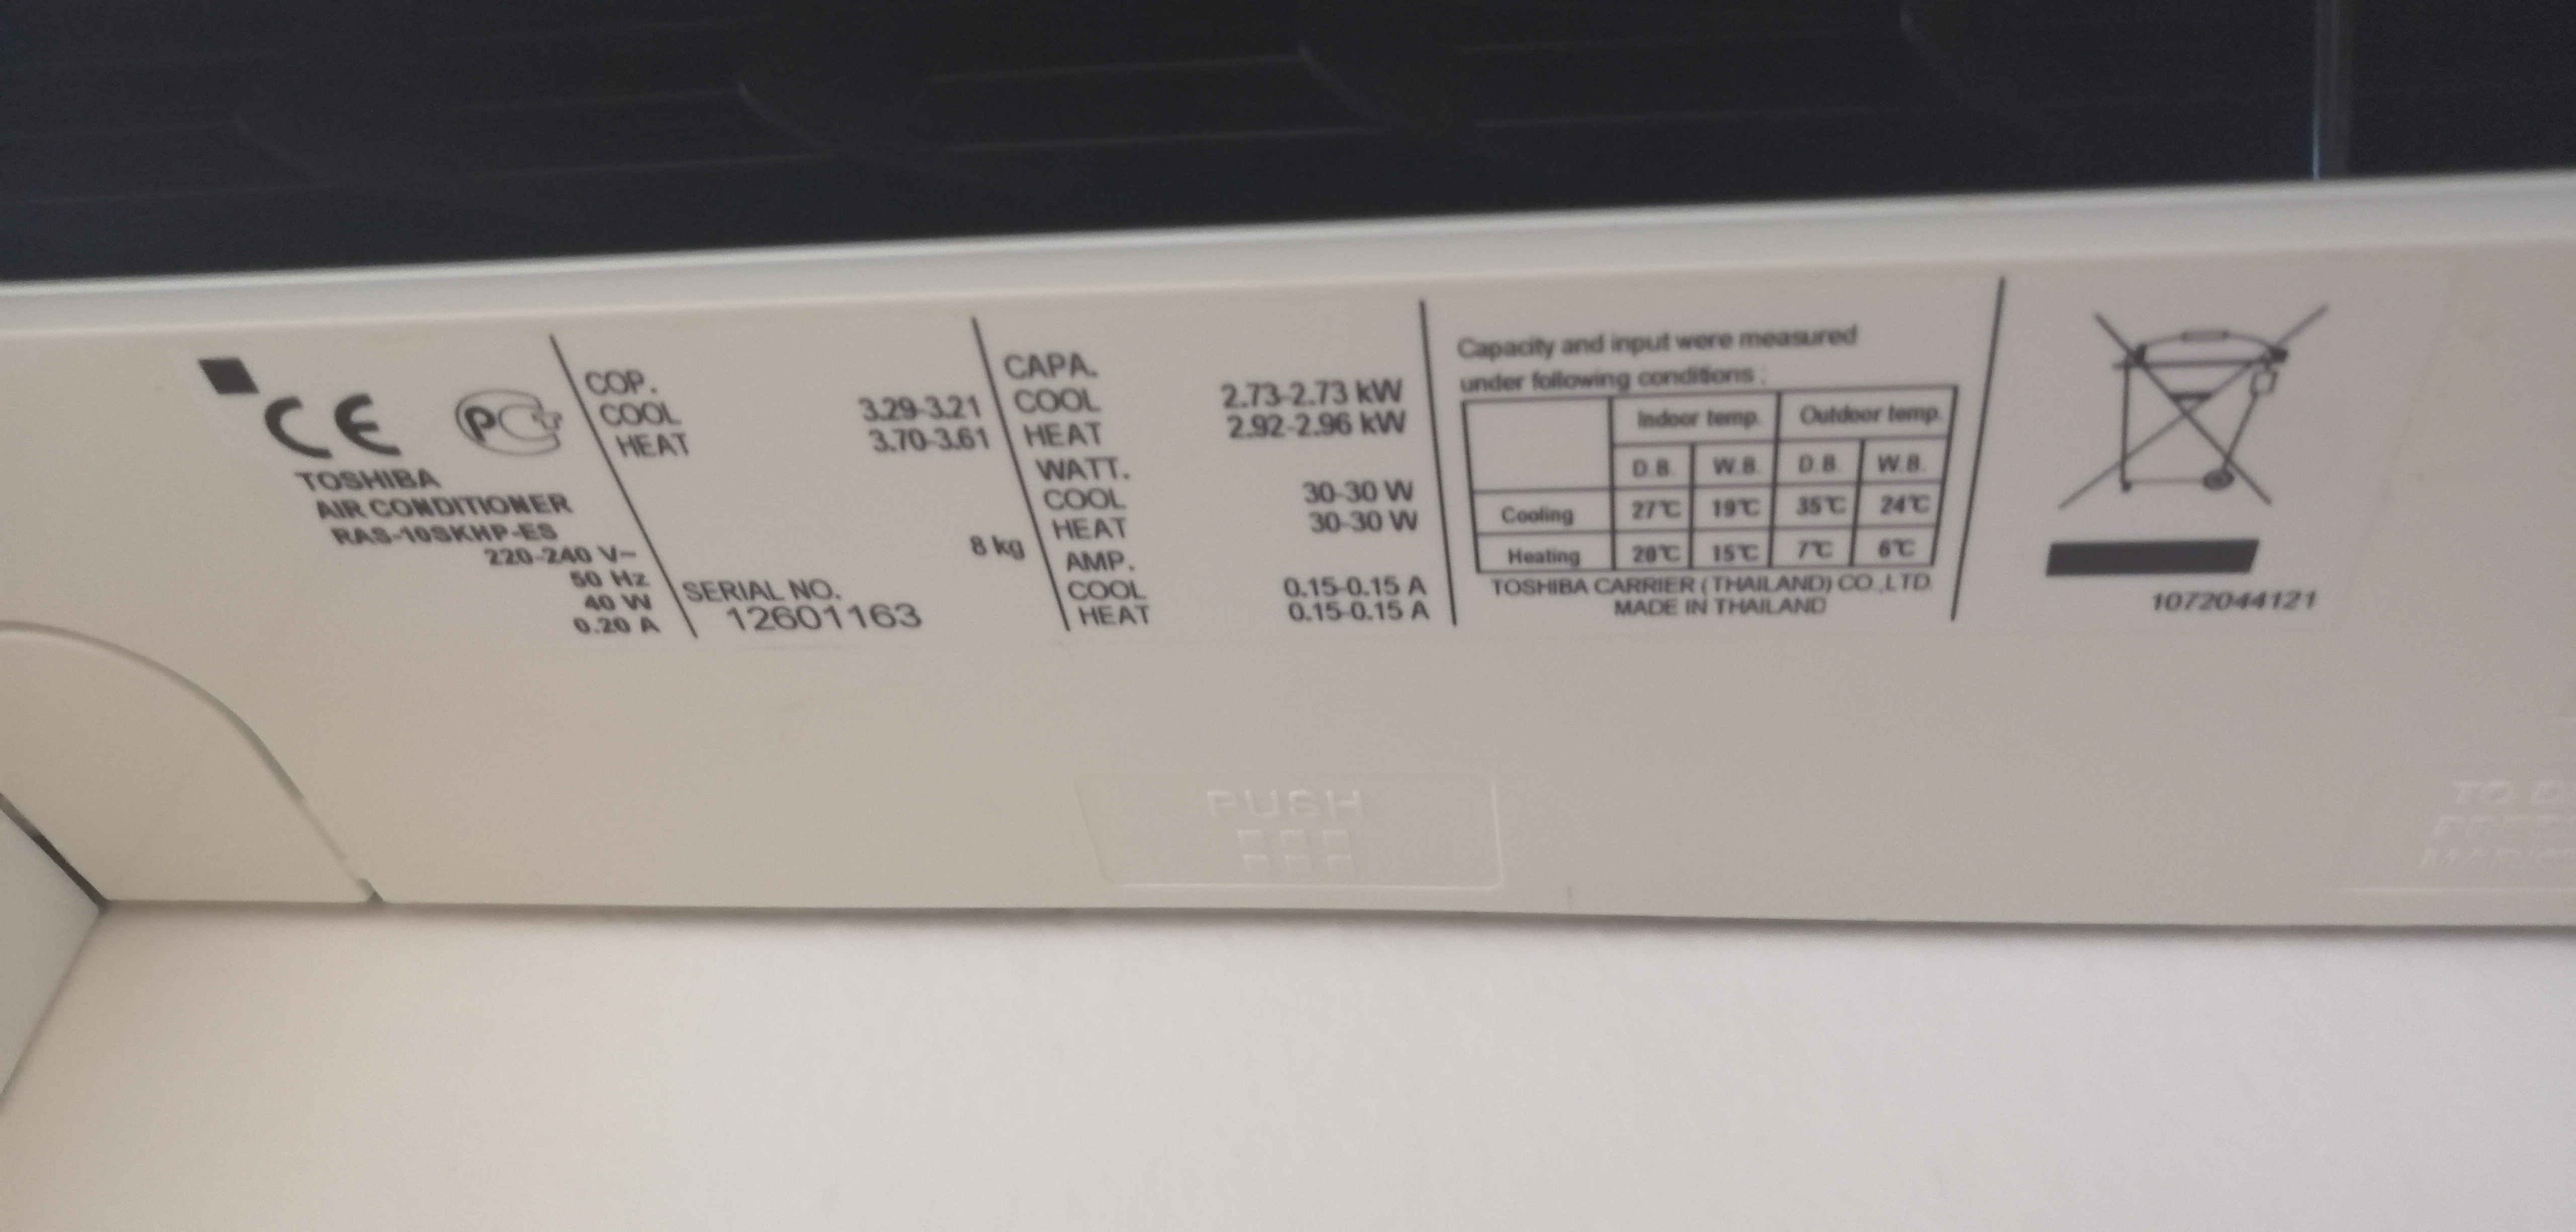 CE
PC
TOSHIBA
AIR CONDITIONER
RAS-10SKHP-ES
220-240 V~
50 Hz
40 W
0.20 A
COP.
COOL 3.29-3.21
HEAT 3.70-3.61
8 kg
SERIAL NO.
12601163
CAPA.
COOL 2.73-2.73 kW
HEAT 2.92-2.96 kW
WATT.
COOL 30-30 W
HEAT 30-30 W
AMP.
COOL 0.15-0.15 A
HEAT 0.15-0.15 A
Capacity and input were measured
under following conditions :
Indoor temp. Outdoor temp.
D.B. W.B. D.B. W.B.
Cooling 27℃ 19℃ 35℃ 24℃
Heating 20℃ 15℃ 7℃ 6℃
TOSHIBA CARRIER (THAILAND) CO.,LTD.
MADE IN THAILAND
1072044121
PUSH
TO D